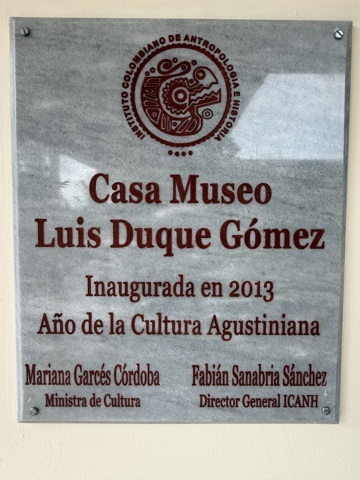 INSTITUTO COLOMBIANO DE ANTROPOLOGIA E HISTORIA
Casa Museo
Luis Duque Gómez
Inaugurada en 2013
Año de la Cultura Agustiniana
Mariana Garcés Córdoba
Ministra de Cultura
Fabián Sanabria Sánchez
Director General ICANH